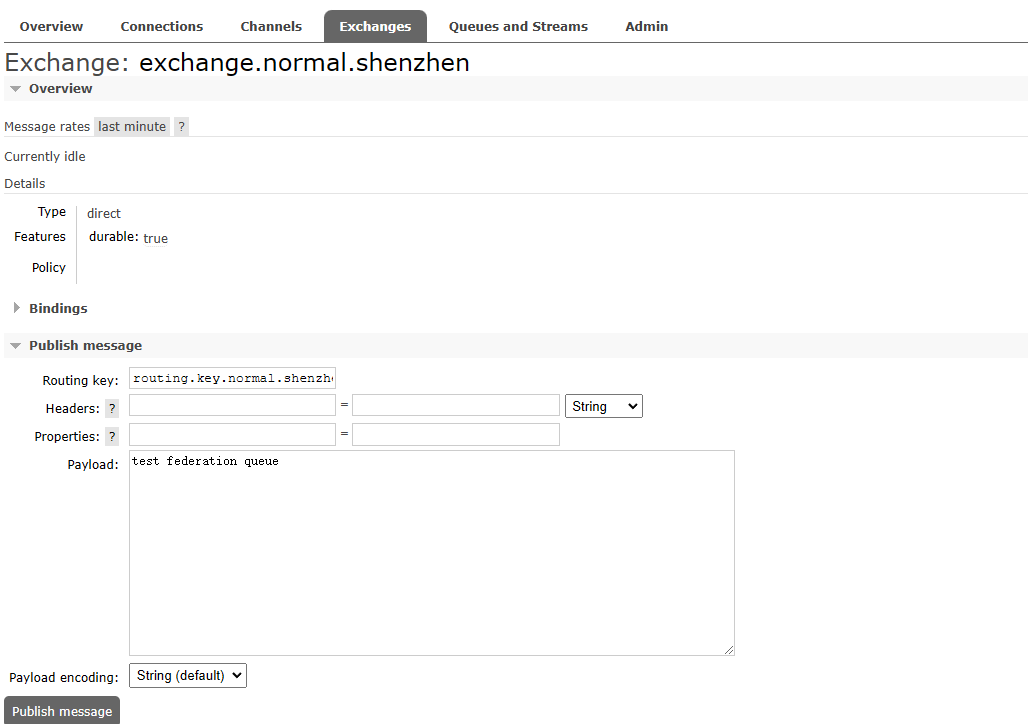 Overview Connections Channels Exchanges Queues and Streams Admin
Exchange: exchange.normal.shenzhen
Overview
Message rates last minute ?
Currently idle
Details
Type direct
Features durable: true
Policy
Bindings
Publish message
Routing key: routing.key.normal.shenzh
Headers: ? = String
Properties: ? =
Payload: test federation queue
Payload encoding: String (default)
Publish message